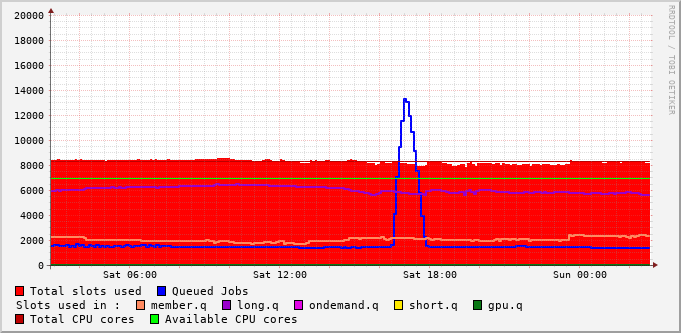 RRDTOOL / TOBI OETIKER
20000
18000
16000
14000
12000
10000
8000
6000
4000
2000
0
Sat 06:00 Sat 12:00 Sat 18:00 Sun 00:00
Total slots used Queued Jobs
Slots used in : member.q long.q ondemand.q short.q gpu.q
Total CPU cores Available CPU cores